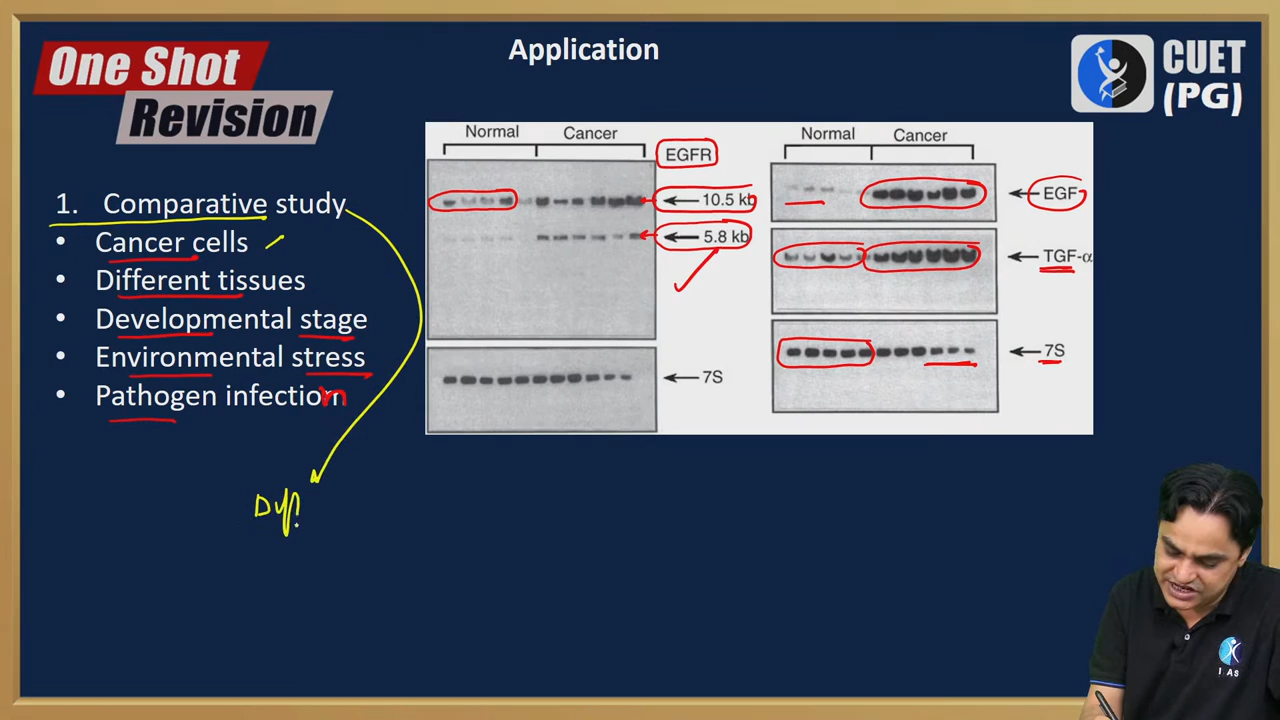 Application
One Shot
Revision
CUET
(PG)
1. Comparative study
• Cancer cells
• Different tissues
• Developmental stage
• Environmental stress
• Pathogen infection
Normal Cancer
EGFR
10.5 kb
5.8 kb
7S
Normal Cancer
EGF
TGF-α
7S